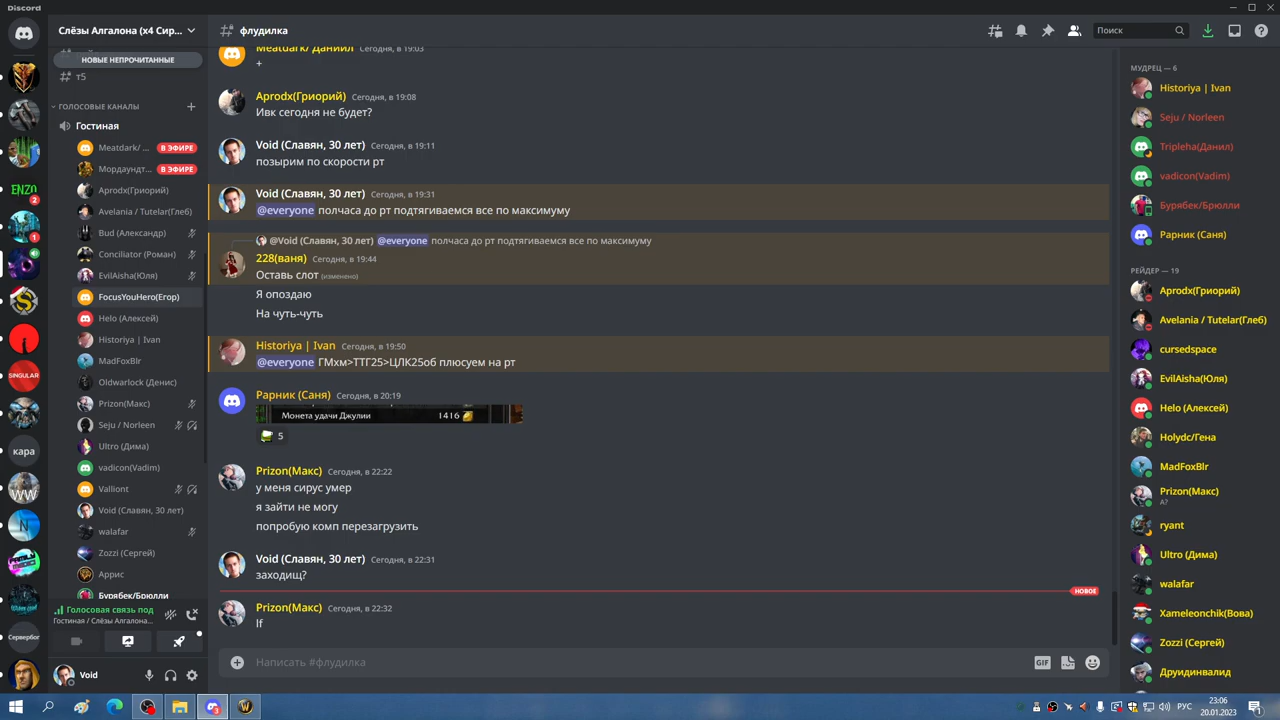 Discord
Слёзы Алгалона (x4 Сир...
флудилка
Поиск
НОВЫЕ НЕПРОЧИТАННЫЕ
т5
ГОЛОСОВЫЕ КАНАЛЫ
Гостиная
Meatdark/ ...
В ЭФИРЕ
Мордаундт...
В ЭФИРЕ
Aprodx(Гриорий)
Avelania / Tutelar(Глеб)
Bud (Александр)
Conciliator (Роман)
EvilAisha(Юля)
FocusYouHero(Егор)
Helo (Алексей)
Historiya | Ivan
MadFoxBlr
Oldwarlock (Денис)
Prizon(Макс)
Seju / Norleen
Ultro (Дима)
vadicon(Vadim)
Valliont
Void (Славян, 30 лет)
walafar
Zozzi (Сергей)
Аррис
Бурябек/Брюлли
Голосовая связь под
Гостиная / Слёзы Алгалона...
Void
ENZO
2
1
SINGULAR
кара
WW
Сервербог
Meatdark/ Даниил Сегодня, в 19:03
+
Aprodx(Гриорий) Сегодня, в 19:08
Ивк сегодня не будет?
Void (Славян, 30 лет) Сегодня, в 19:11
позырим по скорости рт
Void (Славян, 30 лет) Сегодня, в 19:31
@everyone полчаса до рт подтягиваемся все по максимуму
@Void (Славян, 30 лет) @everyone полчаса до рт подтягиваемся все по максимуму
228(ваня) Сегодня, в 19:44
Оставь слот (изменено)
Я опоздаю
На чуть-чуть
Historiya | Ivan Сегодня, в 19:50
@everyone ГМхм>ТТГ25>ЦЛК25об плюсуем на рт
Рарник (Саня) Сегодня, в 20:19
Монета удачи Джулии 1416
5
Prizon(Макс) Сегодня, в 22:22
у меня сирус умер
я зайти не могу
попробую комп перезагрузить
Void (Славян, 30 лет) Сегодня, в 22:31
заходищ?
НОВОЕ
Prizon(Макс) Сегодня, в 22:32
lf
Написать #флудилка
GIF
МУДРЕЦ — 6
Historiya | Ivan
Seju / Norleen
Tripleha(Данил)
vadicon(Vadim)
Бурябек/Брюлли
Рарник (Саня)
РЕЙДЕР — 19
Aprodx(Гриорий)
Avelania / Tutelar(Глеб)
cursedspace
EvilAisha(Юля)
Helo (Алексей)
Holydc/Гена
MadFoxBlr
Prizon(Макс)
А?
ryant
Ultro (Дима)
walafar
Xameleonchik(Вова)
Zozzi (Сергей)
Друидинвалид
РУС
23:06
20.01.2023